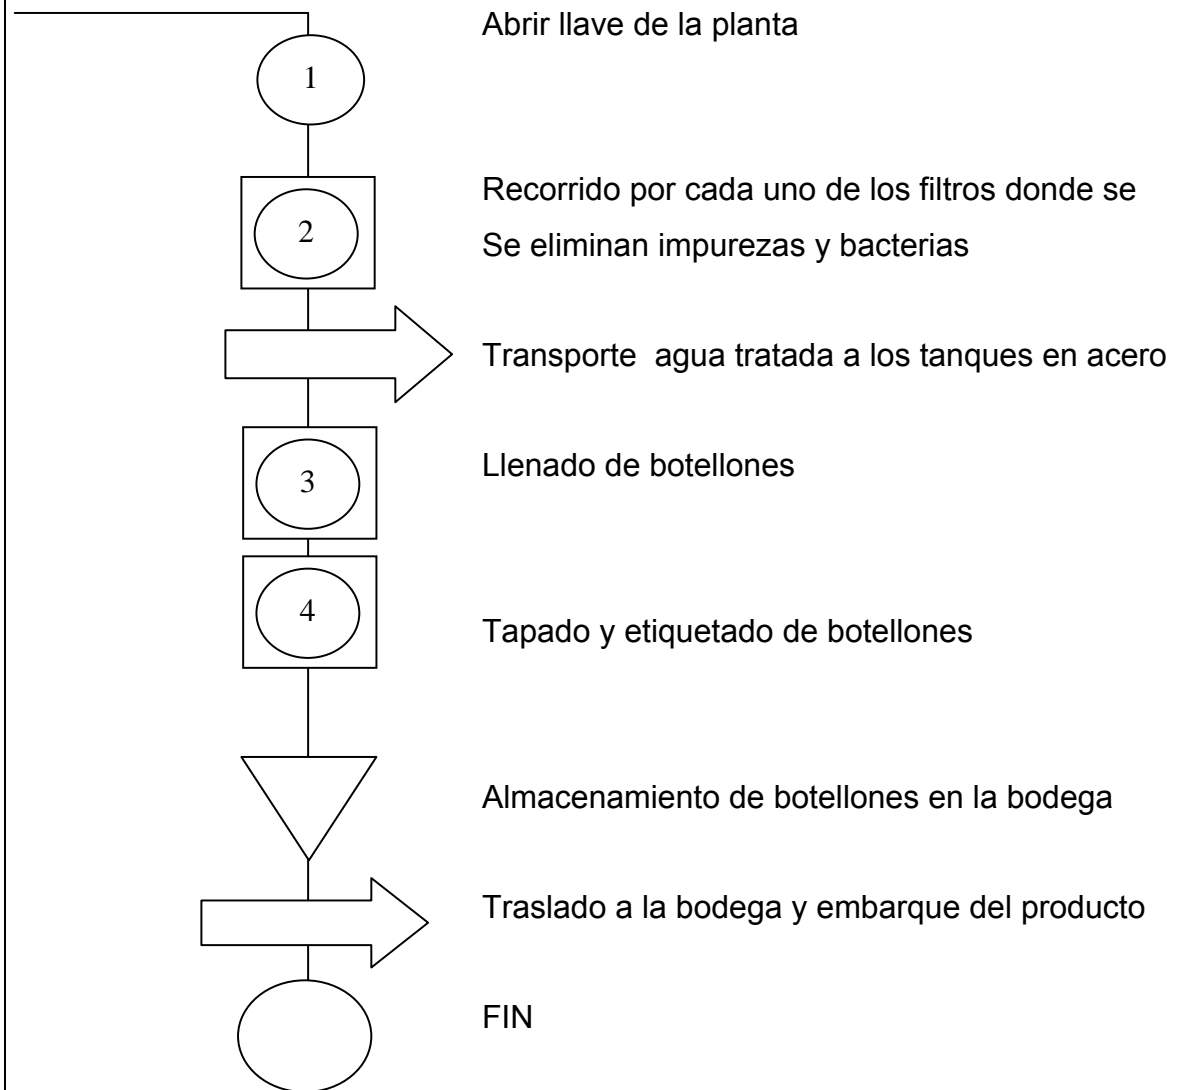 Abrir llave de la planta
1
Recorrido por cada uno de los filtros donde se
2
Se eliminan impurezas y bacterias
Transporte  agua tratada a los tanques en acero
Llenado de botellones
3
4
Tapado y etiquetado de botellones
Almacenamiento de botellones en la bodega
Traslado a la bodega y embarque del producto
FIN